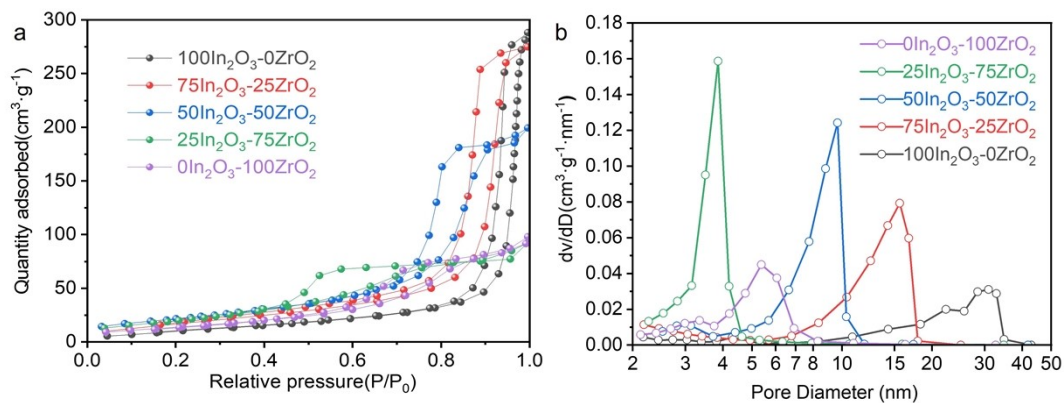 a
300
250
200
150
100
50
0
Quantity adsorbed(cm³·g⁻¹)
100In₂O₃-0ZrO₂
75In₂O₃-25ZrO₂
50In₂O₃-50ZrO₂
25In₂O₃-75ZrO₂
0In₂O₃-100ZrO₂
0.0 0.2 0.4 0.6 0.8 1.0
Relative pressure(P/P₀)
b
0.18
0.16
0.14
0.12
0.10
0.08
0.06
0.04
0.02
0.00
dv/dD(cm³·g⁻¹·nm⁻¹)
0In₂O₃-100ZrO₂
25In₂O₃-75ZrO₂
50In₂O₃-50ZrO₂
75In₂O₃-25ZrO₂
100In₂O₃-0ZrO₂
2 3 4 5 6 7 8 10 15 20 30 40 50
Pore Diameter (nm)